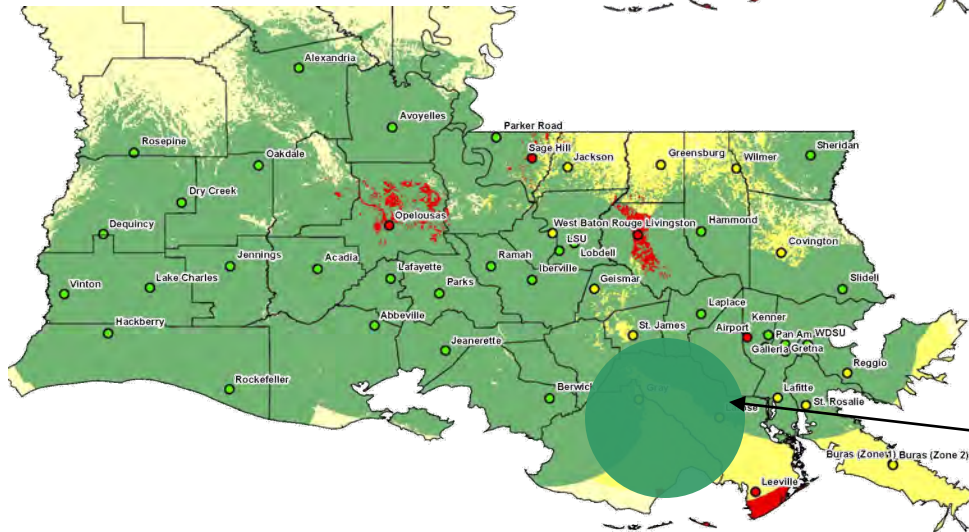 Alexandria
Avoyelles
Parker Road
Rosepine
Oakdale
Sage Hill
Jackson
Greensburg
Wilmer
Sheridan
Dry Creek
Opelousas
Dequincy
West Baton Rouge Livingston
Hammond
LSU
Lobdell
Covington
Jennings
Acadia
Lafayette
Ramah
Iberville
Vinton
Lake Charles
Parks
Geismar
Slidell
Laplace
Hackberry
Abbeville
St. James
Airport
Kenner
Pan Am WDSU
Jeanerette
Galleria Gretna
Reggio
Rockefeller
Berwick
Gray
Lafitte
St. Rosalie
Buras (Zone 1) Buras (Zone 2)
Leeville